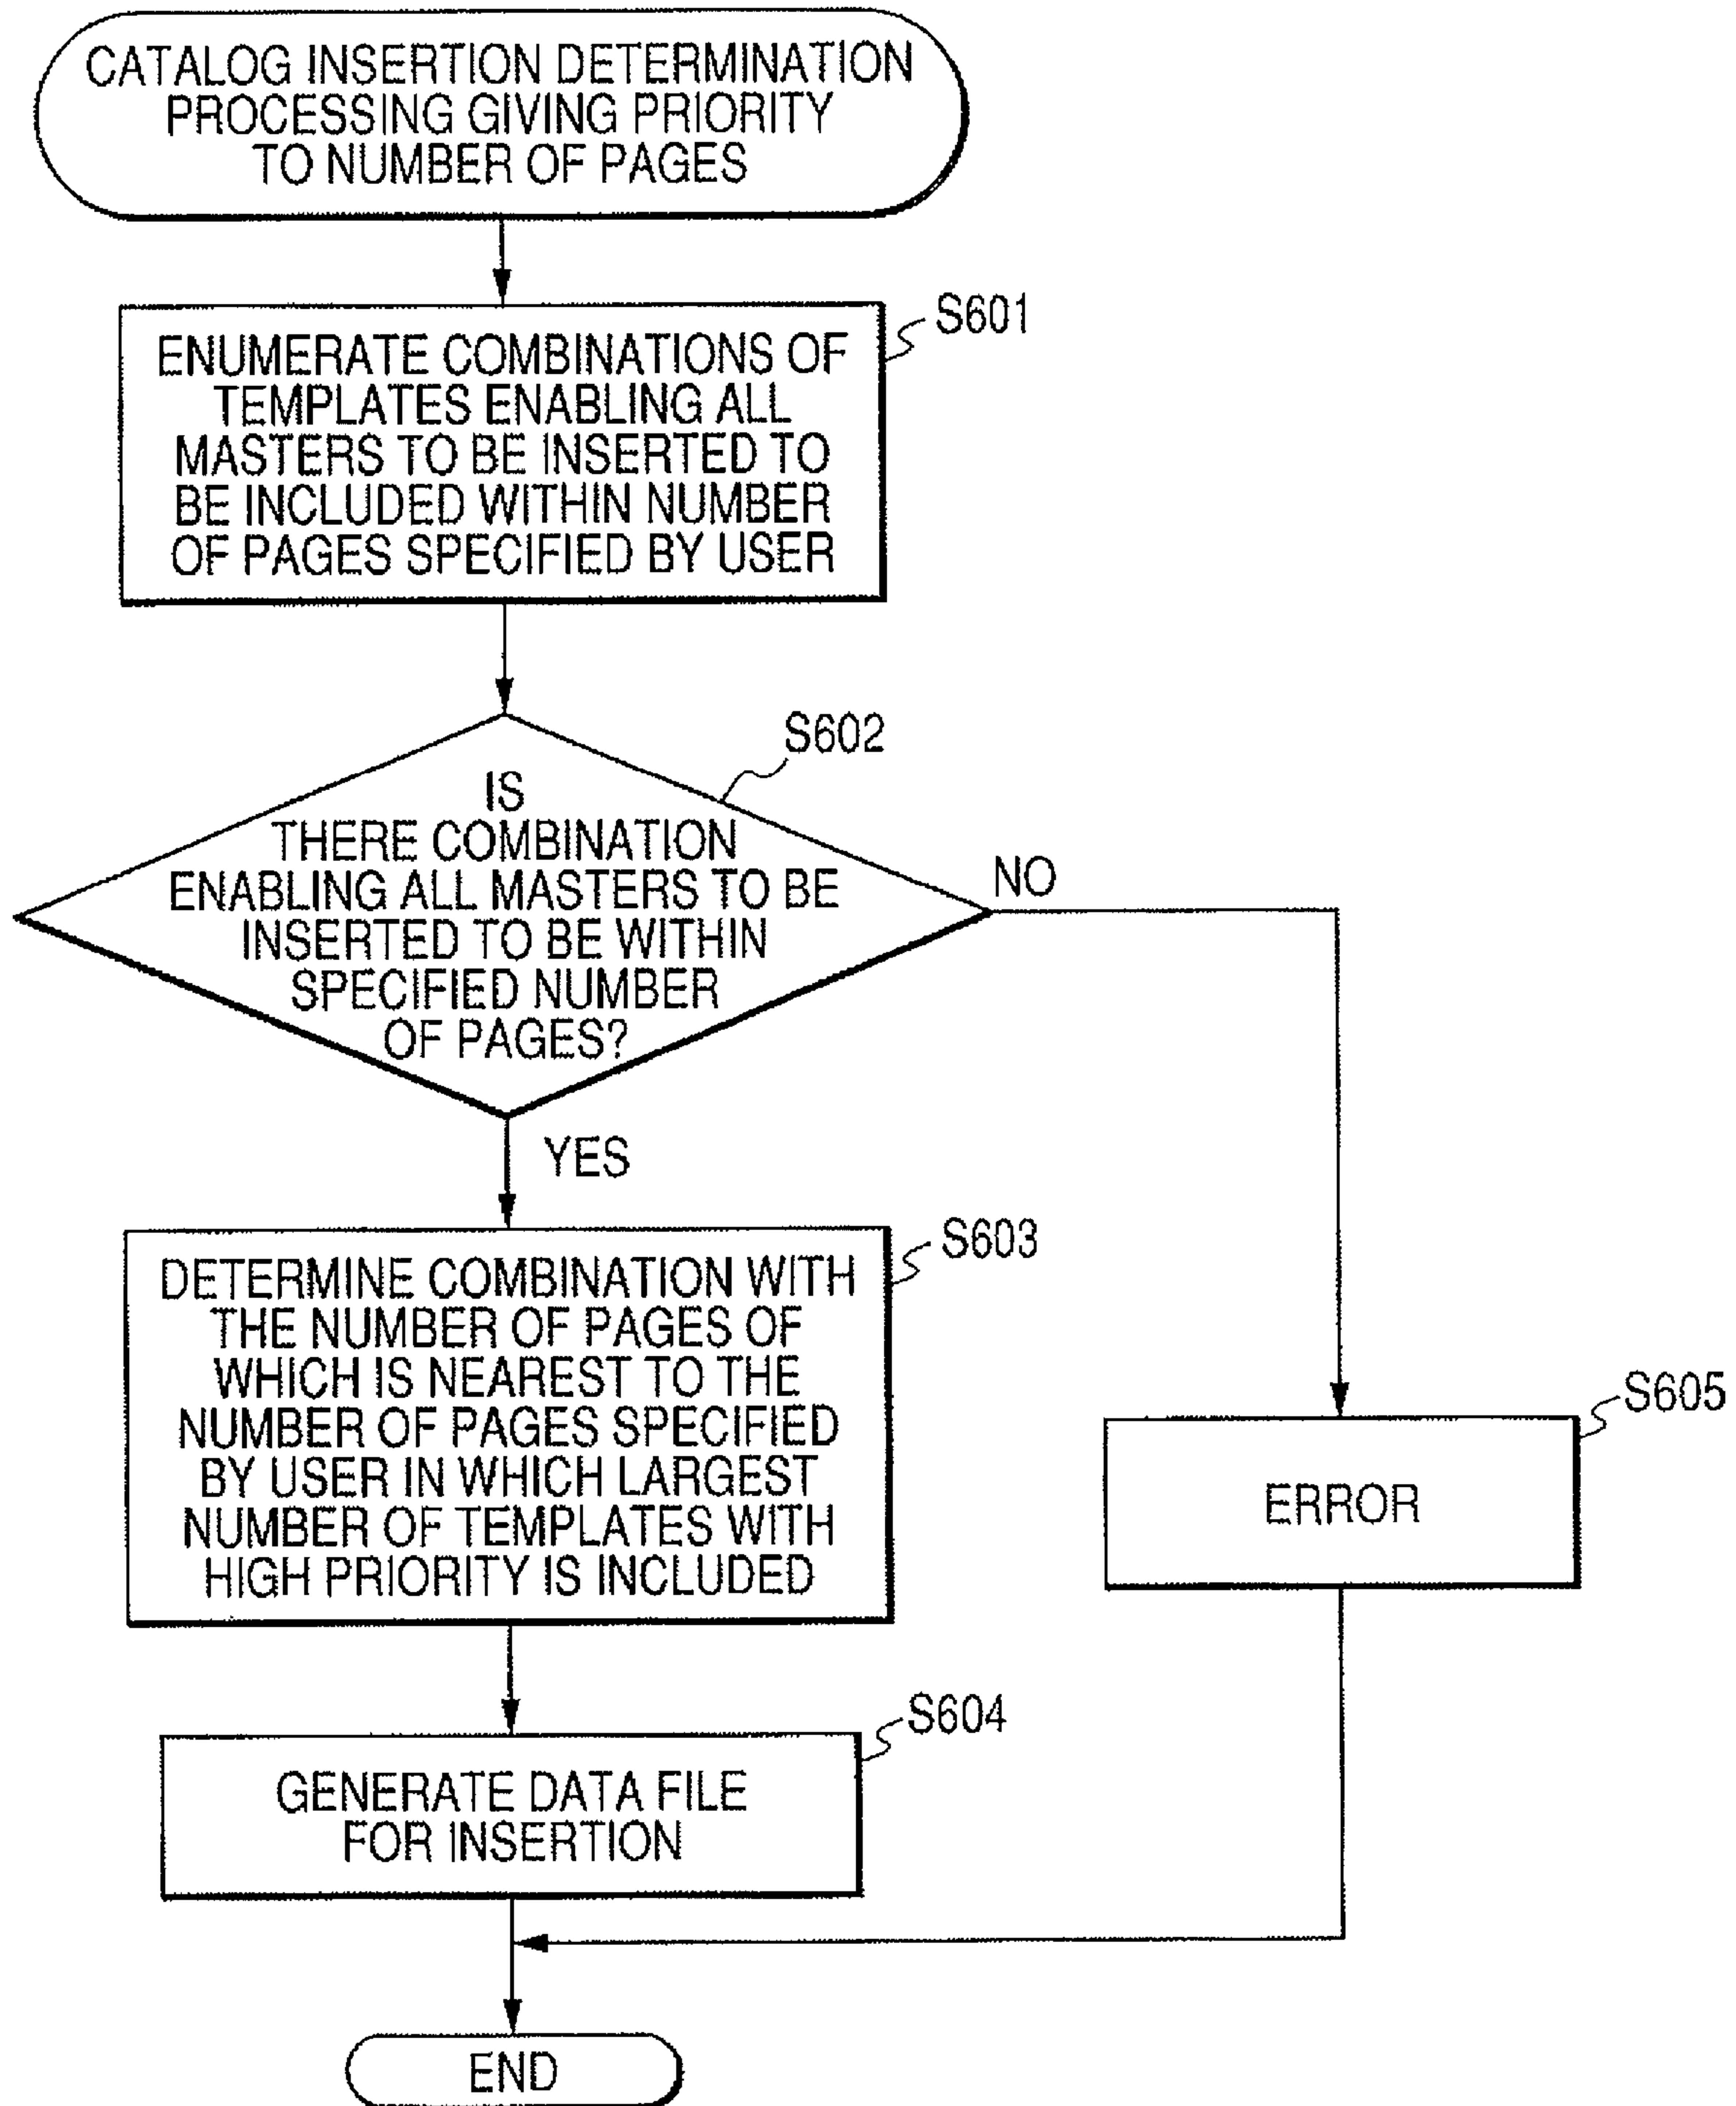 CATALOG INSERTION DETERMINATION
PROCESSING GIVING PRIORITY
TO NUMBER OF PAGES
S601
ENUMERATE COMBINATIONS OF
TEMPLATES ENABLING ALL
MASTERS TO BE INSERTED TO
BE INCLUDED WITHIN NUMBER
OF PAGES SPECIFIED BY USER
S602
IS
THERE COMBINATION
ENABLING ALL MASTERS TO BE
INSERTED TO BE WITHIN
SPECIFIED NUMBER
OF PAGES?
NO
YES
S603
DETERMINE COMBINATION WITH
THE NUMBER OF PAGES OF
WHICH IS NEAREST TO THE
NUMBER OF PAGES SPECIFIED
BY USER IN WHICH LARGEST
NUMBER OF TEMPLATES WITH
HIGH PRIORITY IS INCLUDED
S605
ERROR
S604
GENERATE DATA FILE
FOR INSERTION
END